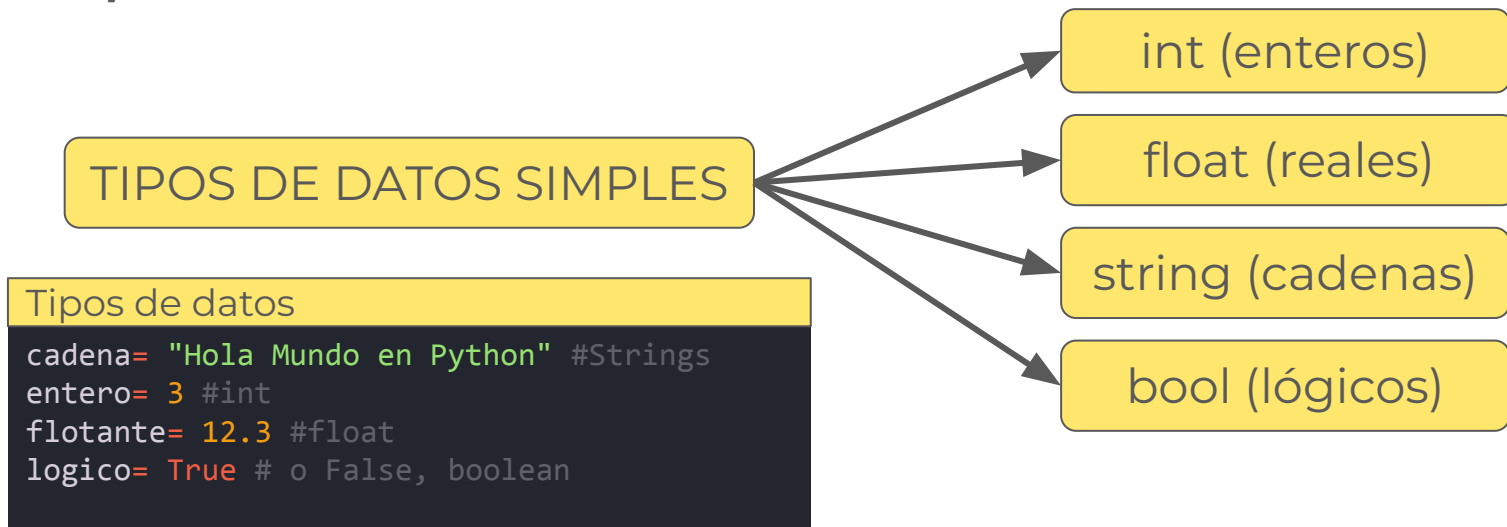 TIPOS DE DATOS SIMPLES
int (enteros)
float (reales)
string (cadenas)
bool (lógicos)
Tipos de datos
cadena= "Hola Mundo en Python" #Strings
entero= 3 #int
flotante= 12.3 #float
logico= True # o False, boolean